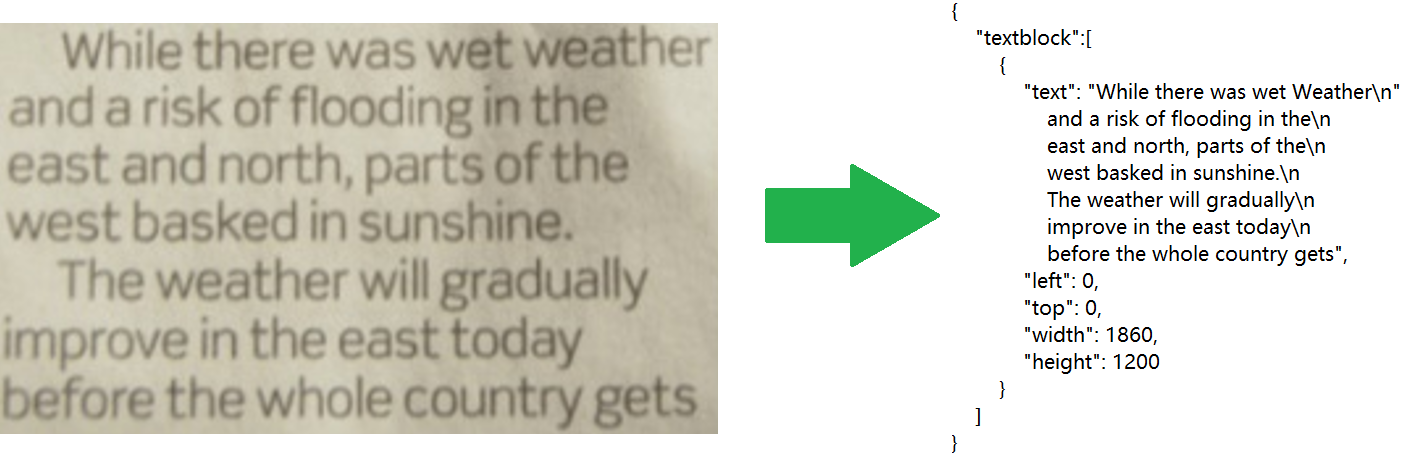 While there was wet weather
and a risk of flooding in the
east and north, parts of the
west basked in sunshine.
The weather will gradually
improve in the east today
before the whole country gets
{
"textblock":[
{
"text": "While there was wet Weather\n"
and a risk of flooding in the\n
east and north, parts of the\n
west basked in sunshine.\n
The weather will gradually\n
improve in the east today\n
before the whole country gets",
"left": 0,
"top": 0,
"width": 1860,
"height": 1200
}
]
}